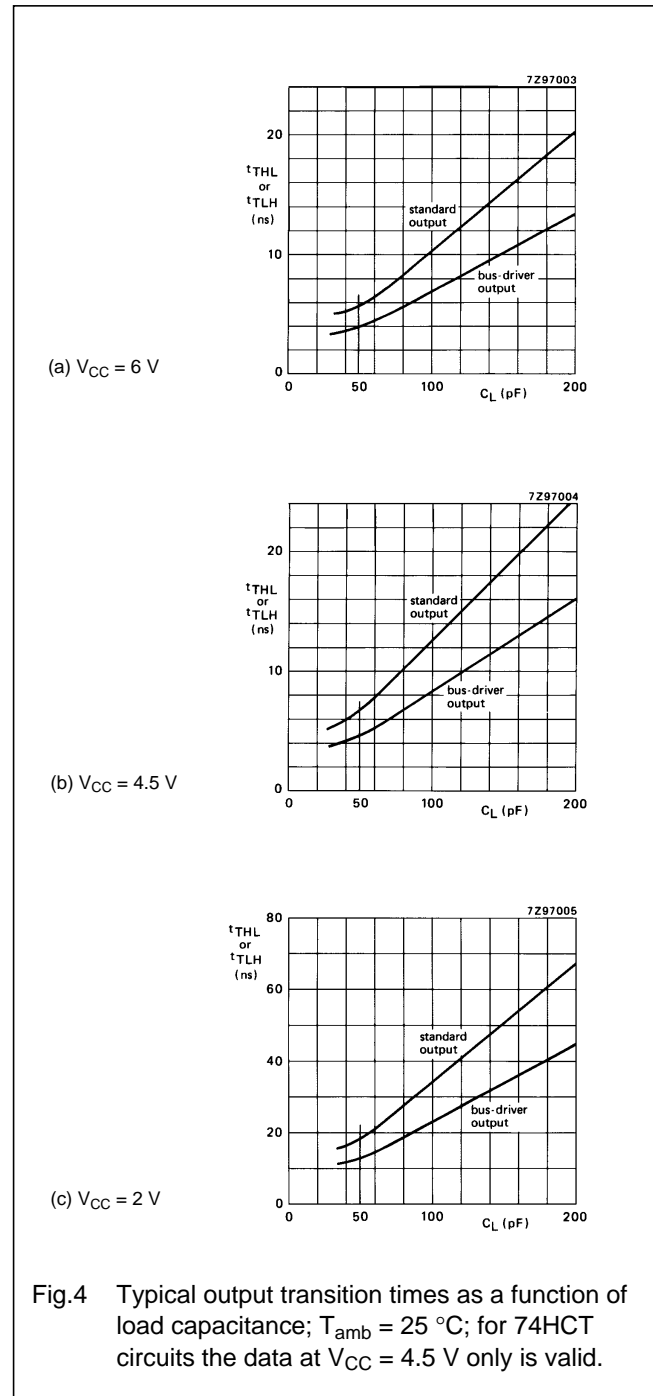 7Z97003
20
tTHL
or
tTLH
(ns)
standard
output
10
bus-driver
output
(a) VCC = 6 V
0
0 50 100 200
CL (pF)
7Z97004
20
tTHL
or
tTLH
(ns)
standard
output
10
bus-driver
output
(b) VCC = 4.5 V
0
0 50 100 200
CL (pF)
7Z97005
80
tTHL
or
tTLH
(ns)
60
standard
output
40
bus-driver
output
20
(c) VCC = 2 V
0
0 50 100 200
CL (pF)
Fig.4 Typical output transition times as a function of
load capacitance; Tamb = 25 °C; for 74HCT
circuits the data at VCC = 4.5 V only is valid.